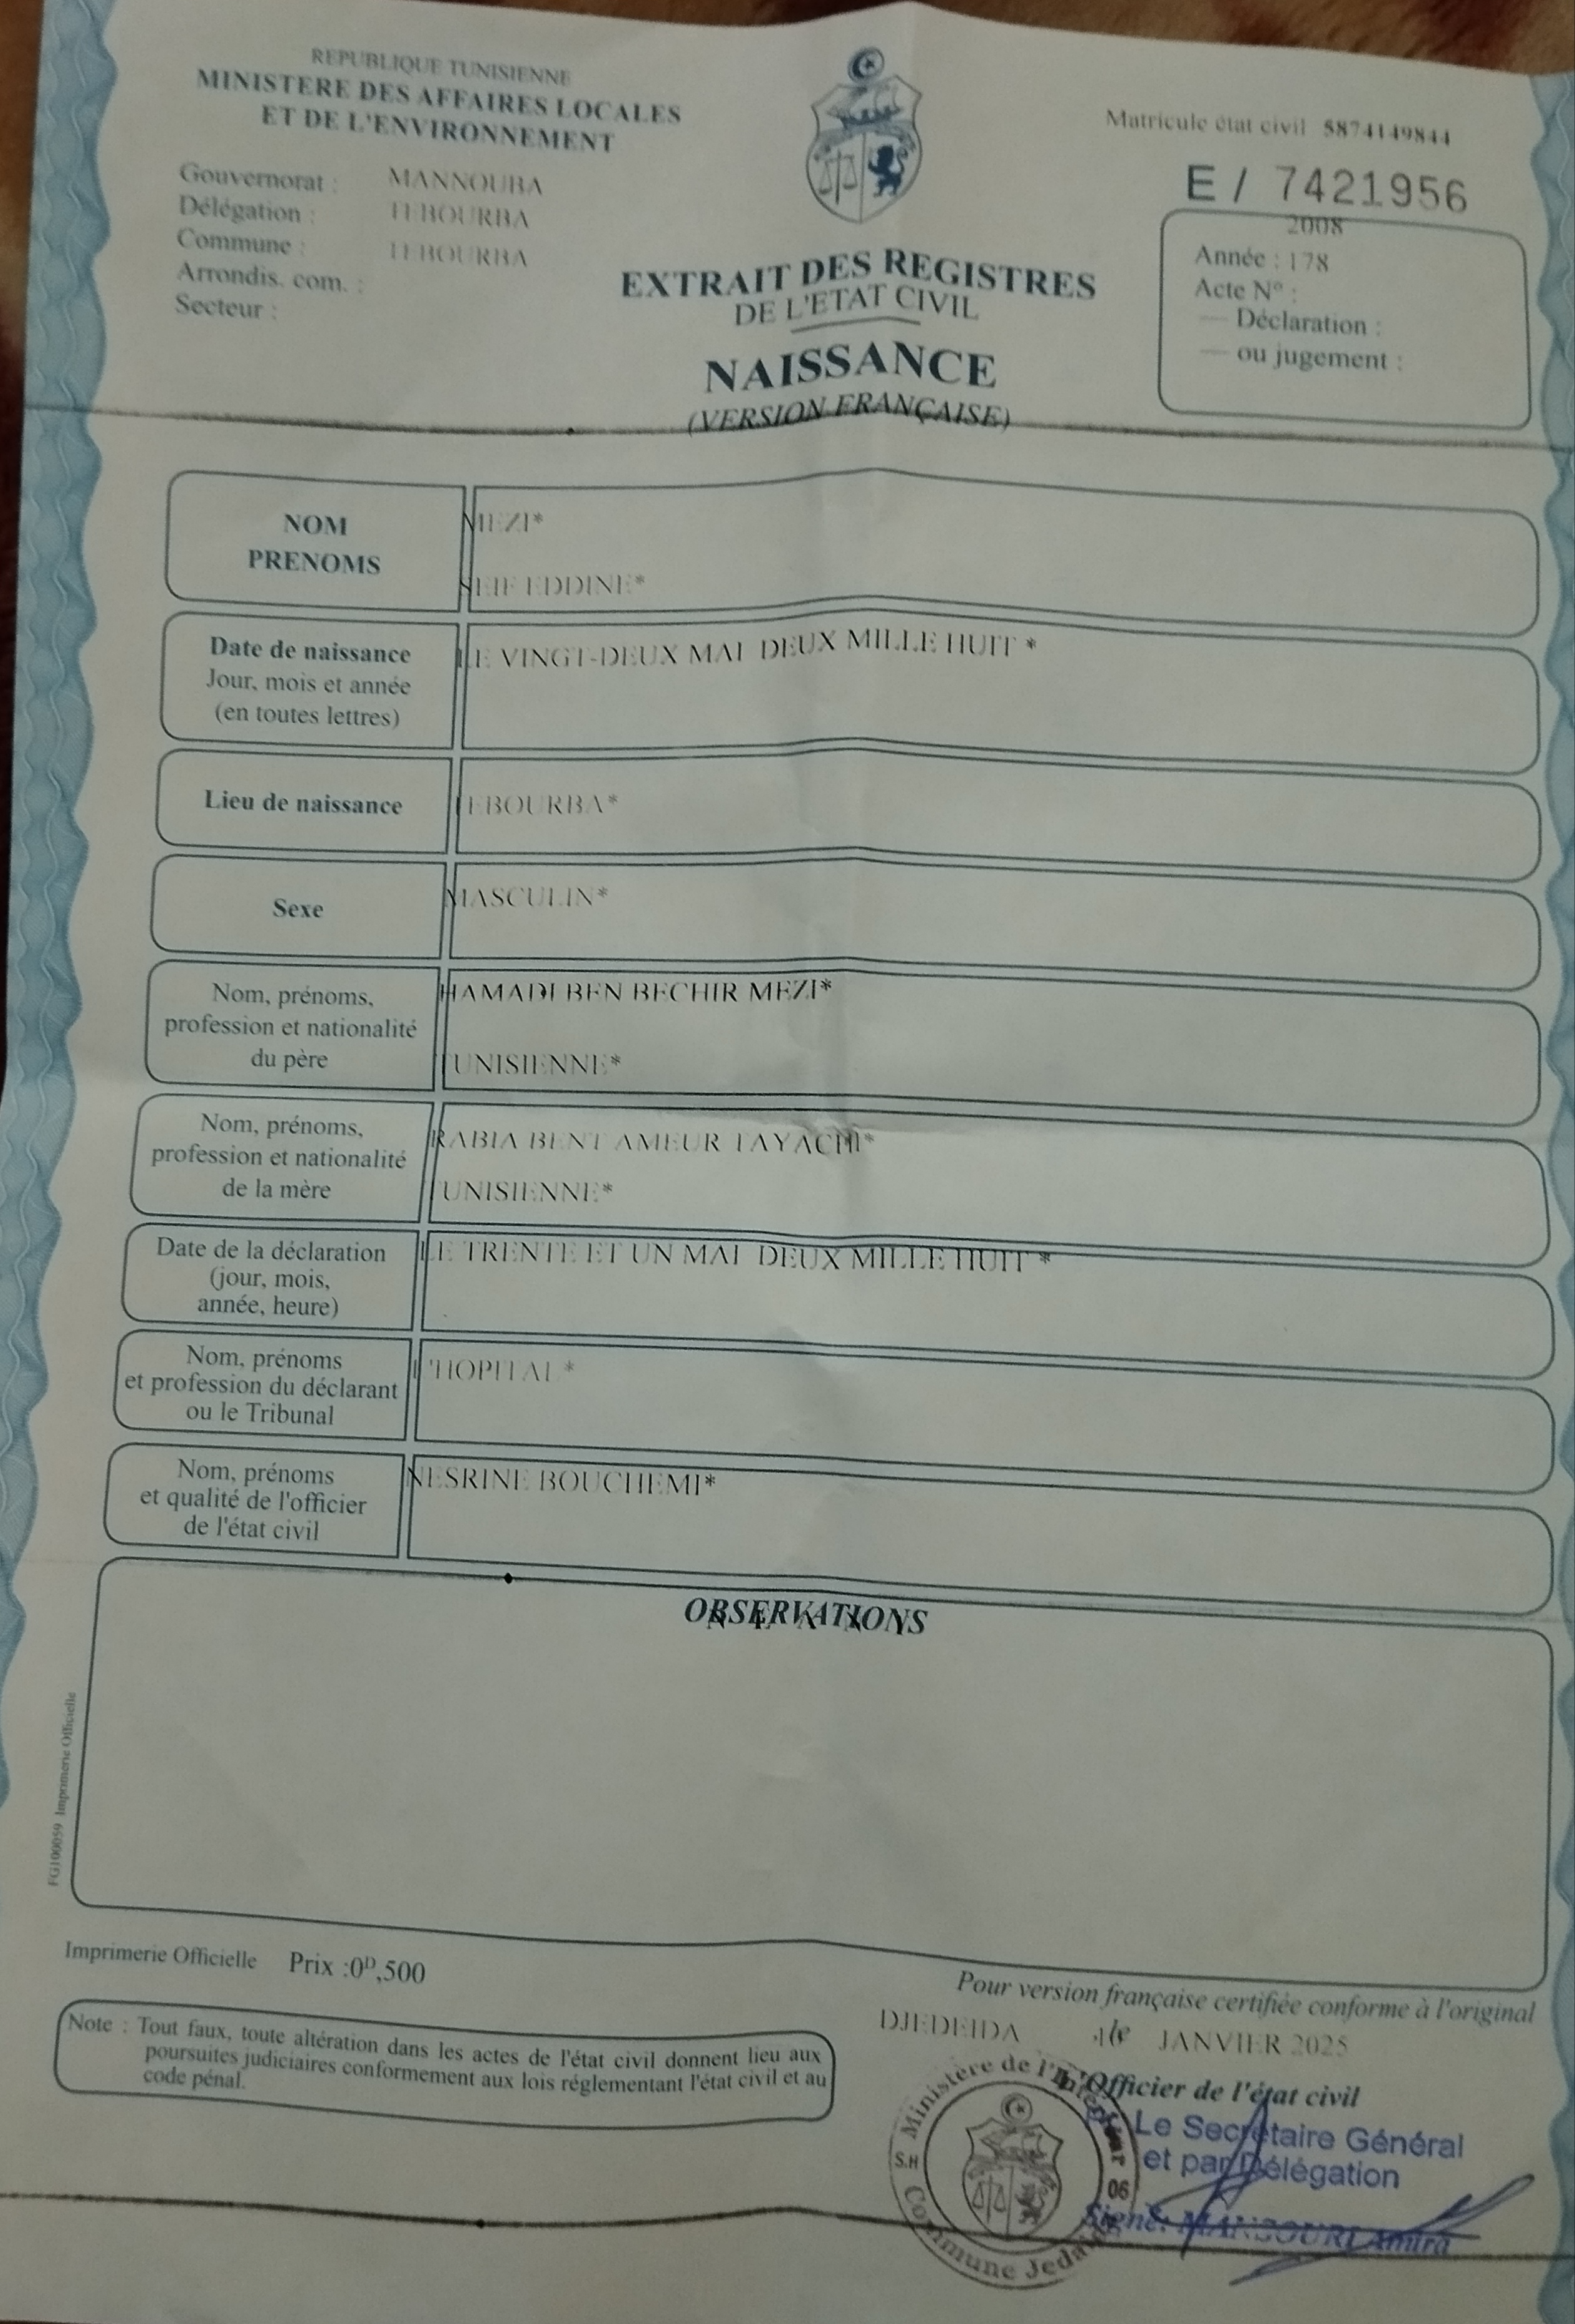 REPUBLIQUE TUNISIENNE
MINISTERE DES AFFAIRES LOCALES
ET DE L'ENVIRONNEMENT
Gouvernorat : MANNOUBA
Délégation : TEBOURBA
Commune : TEBOURBA
Arrondis. com. :
Secteur :
Matricule état civil 5874149844
E / 7421956
2008
Année : 178
Acte N° :
— Déclaration :
— ou jugement :
EXTRAIT DES REGISTRES
DE L'ETAT CIVIL
NAISSANCE
(VERSION FRANÇAISE)
NOM
PRENOMS
MEZI*
SEIF EDDINE*
Date de naissance
Jour, mois et année
(en toutes lettres)
LE VINGT-DEUX MAI DEUX MILLE HUIT *
Lieu de naissance
TEBOURBA*
Sexe
MASCULIN*
Nom, prénoms,
profession et nationalité
du père
HAMADI BEN BECHIR MEZI*
TUNISIENNE*
Nom, prénoms,
profession et nationalité
de la mère
RABIA BENT AMEUR TAYACHI*
TUNISIENNE*
Date de la déclaration
(jour, mois,
année, heure)
LE TRENTE ET UN MAI DEUX MILLE HUIT *
Nom, prénoms
et profession du déclarant
ou le Tribunal
L'HOPITAL *
Nom, prénoms
et qualité de l'officier
de l'état civil
NESRINE BOUCHEMI*
OBSERVATIONS
FG100059 Imprimerie Officielle
Imprimerie Officielle Prix :0D,500
Note : Tout faux, toute altération dans les actes de l'état civil donnent lieu aux
poursuites judiciaires conformement aux lois réglementant l'état civil et au
code pénal.
Pour version française certifiée conforme à l'original
DJEDEIDA le JANVIER 2025
L'Officier de l'état civil
Le Secrétaire Général
et par Délégation
Signé: MANSOURI Amira
Ministère de l'Intérieur
S.H
06
Commune Jedaida